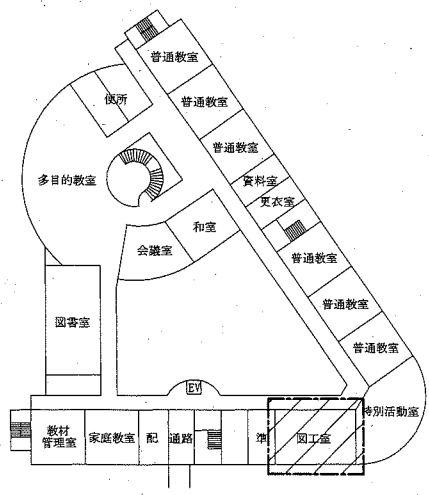 普通教室
便所
普通教室
普通教室
多目的教室
資料室
更衣室
和室
会議室
普通教室
普通教室
図書室
普通教室
EV
特別活動室
教材
管理室
家庭教室
配
通路
準
図工室